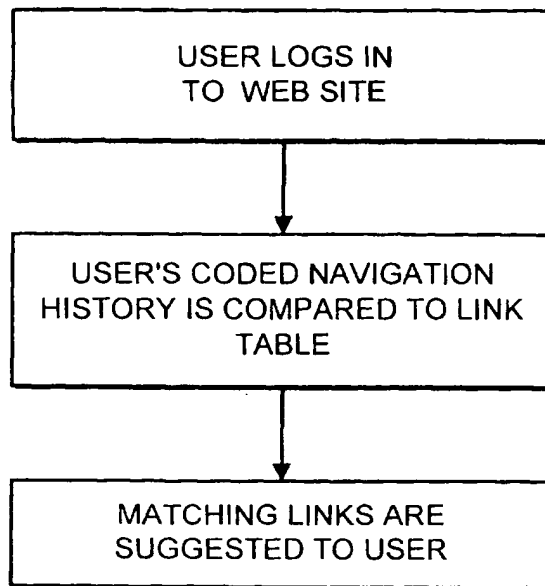 USER LOGS IN
TO WEB SITE
USER'S CODED NAVIGATION
HISTORY IS COMPARED TO LINK
TABLE
MATCHING LINKS ARE
SUGGESTED TO USER